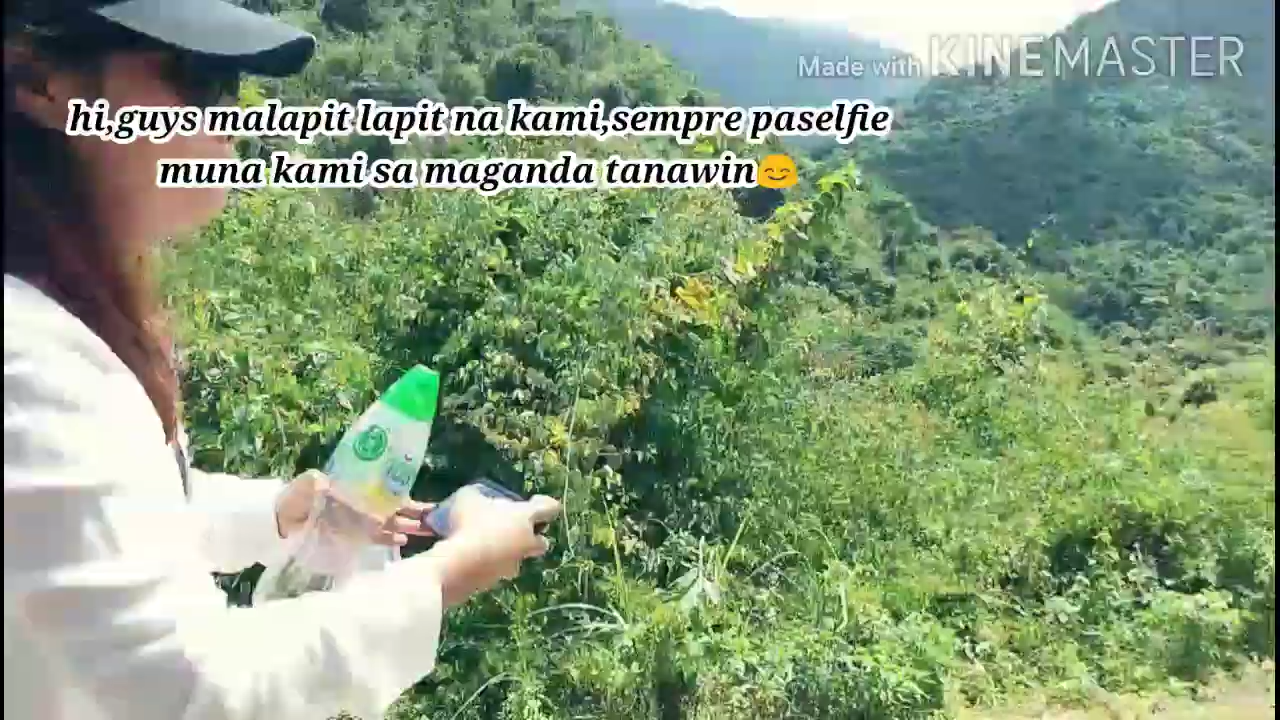 Made with KINEMASTER
hi,guys malapit lapit na kami,sempre paselfie
muna kami sa maganda tanawin😊